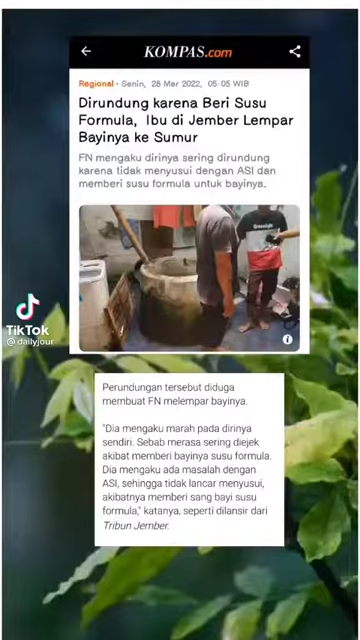 KOMPAS.com
Regional • Senin, 28 Mar 2022, 05:05 WIB
Dirundung karena Beri Susu
Formula, Ibu di Jember Lempar
Bayinya ke Sumur
FN mengaku dirinya sering dirundung
karena tidak menyusui dengan ASI dan
memberi susu formula untuk bayinya.
TikTok
@dailyjour
Perundungan tersebut diduga
membuat FN melempar bayinya.
"Dia mengaku marah pada dirinya
sendiri. Sebab merasa sering diejek
akibat memberi bayinya susu formula.
Dia mengaku ada masalah dengan
ASI, sehingga tidak lancar menyusui,
akibatnya memberi sang bayi susu
formula," katanya, seperti dilansir dari
Tribun Jember.